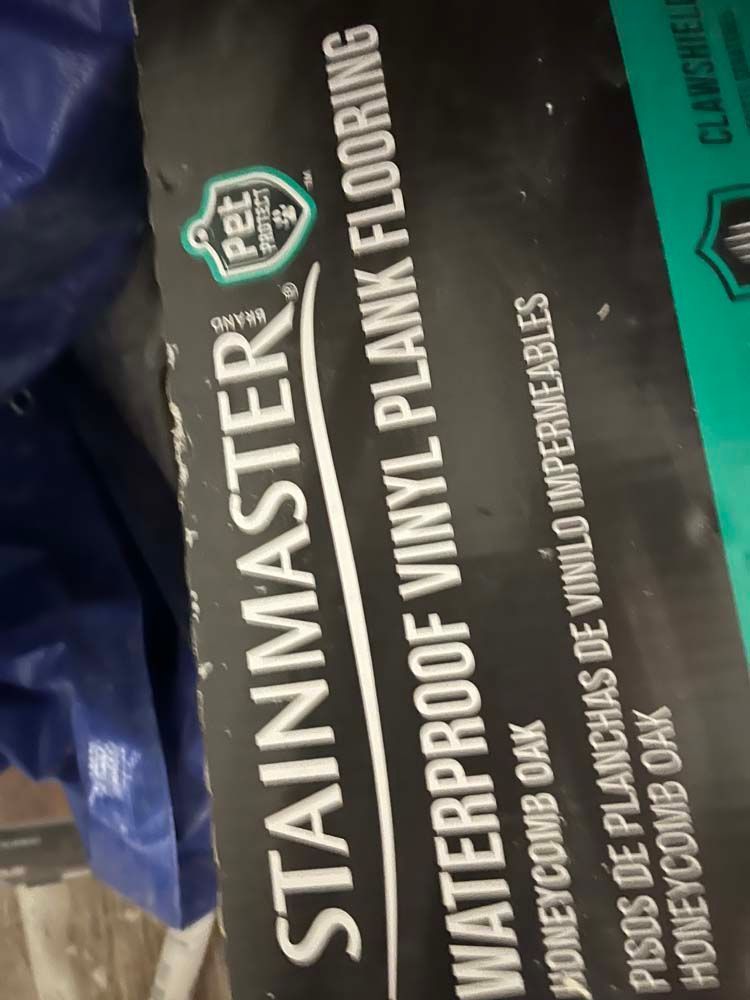 STAINMASTER®
BRAND
Pet
PROTECT
TM
WATERPROOF VINYL PLANK FLOORING
HONEYCOMB OAK
PISOS DE PLANCHAS DE VINILO IMPERMEABLES
HONEYCOMB OAK
CLAWSHIELD